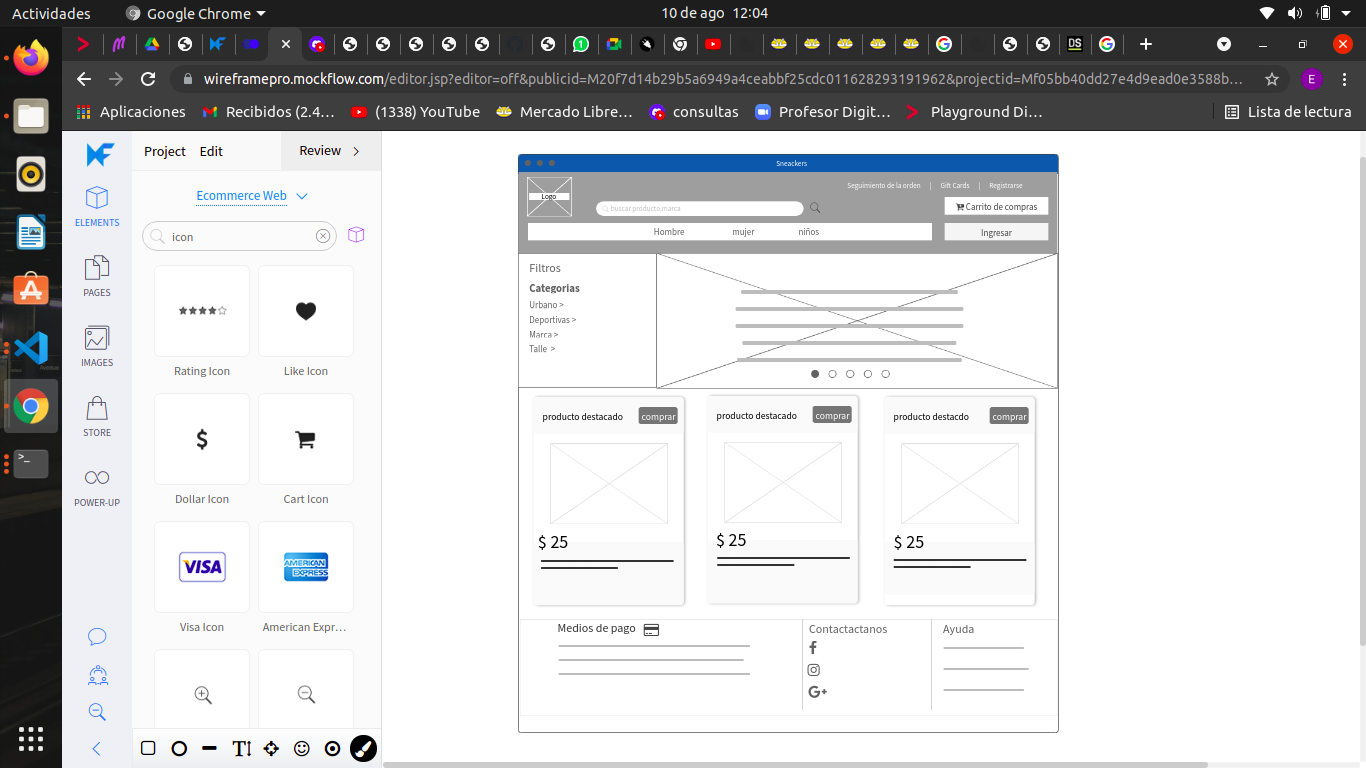 Actividades
Google Chrome
10 de ago 12:04
DS
wireframepro.mockflow.com/editor.jsp?editor=off&publicid=M20f7d14b29b5a6949a4ceabbf25cdc011628293191962&projectid=Mf05bb40dd27e4d9ead0e3588b...
E
Aplicaciones
Recibidos (2.4...
(1338) YouTube
Mercado Libre...
consultas
Profesor Digit...
Playground Di...
Lista de lectura
Project Edit
Review
ELEMENTS
PAGES
IMAGES
STORE
POWER-UP
Ecommerce Web
icon
Rating Icon
Like Icon
$
Dollar Icon
Cart Icon
VISA
Visa Icon
AMERICAN EXPRESS
American Expr...
T
Sneackers
Logo
Seguimiento de la orden | Gift Cards | Registrarse
buscar producto,marca
Carrito de compras
Hombre mujer niños
Ingresar
Filtros
Categorias
Urbano >
Deportivas >
Marca >
Talle >
producto destacado
comprar
$ 25
producto destacado
comprar
$ 25
producto destacdo
comprar
$ 25
Medios de pago
Contactactanos
G+
Ayuda